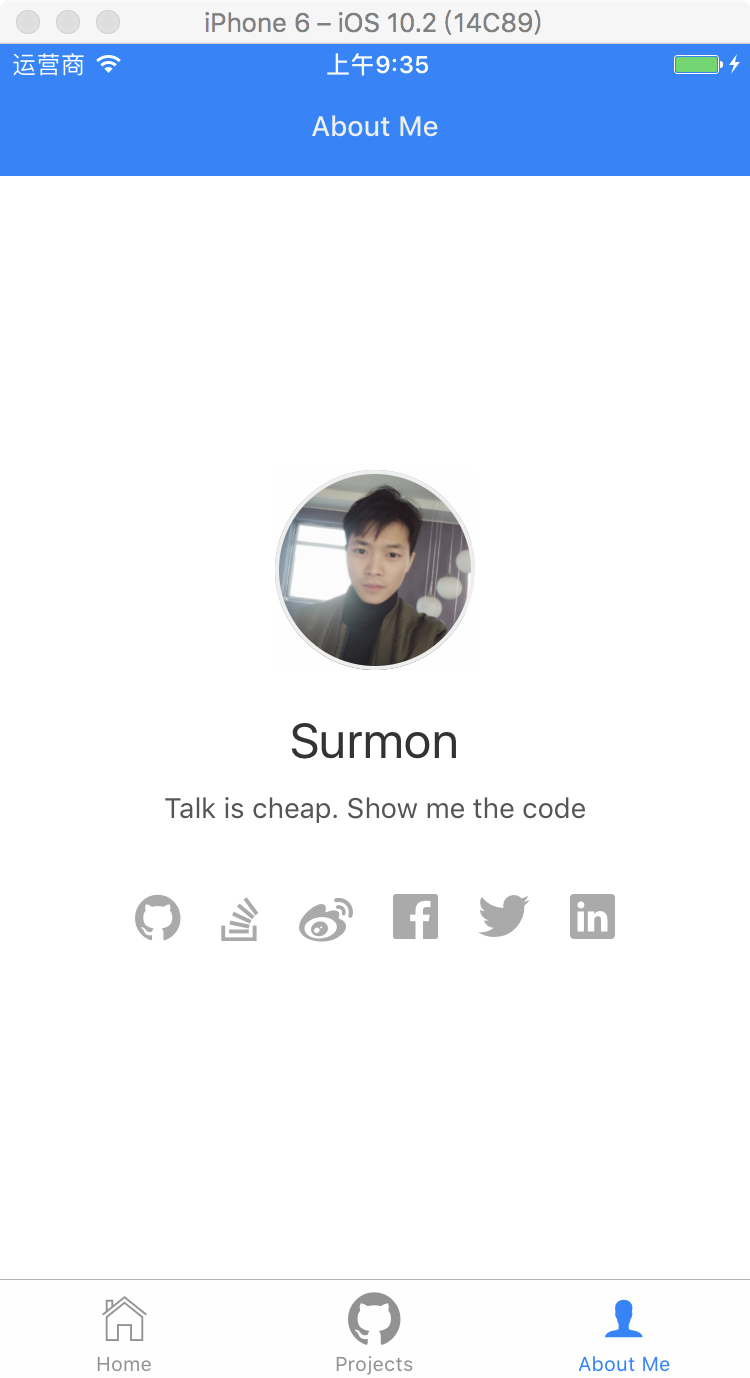 iPhone 6 – iOS 10.2 (14C89)
运营商 上午9:35
About Me
Surmon
Talk is cheap. Show me the code
Home Projects About Me